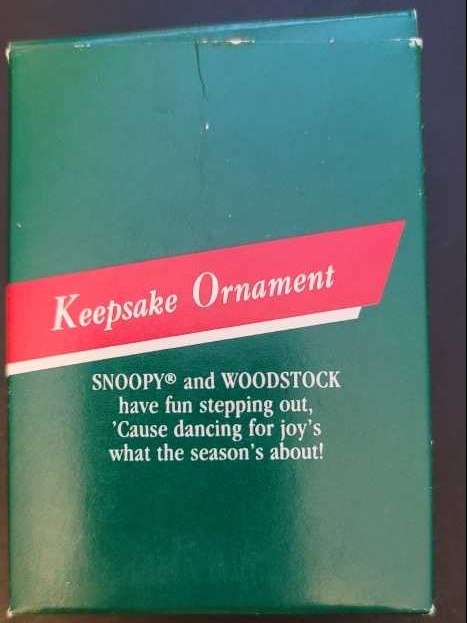 Keepsake Ornament
SNOOPY® and WOODSTOCK
have fun stepping out,
'Cause dancing for joy's
what the season's about!